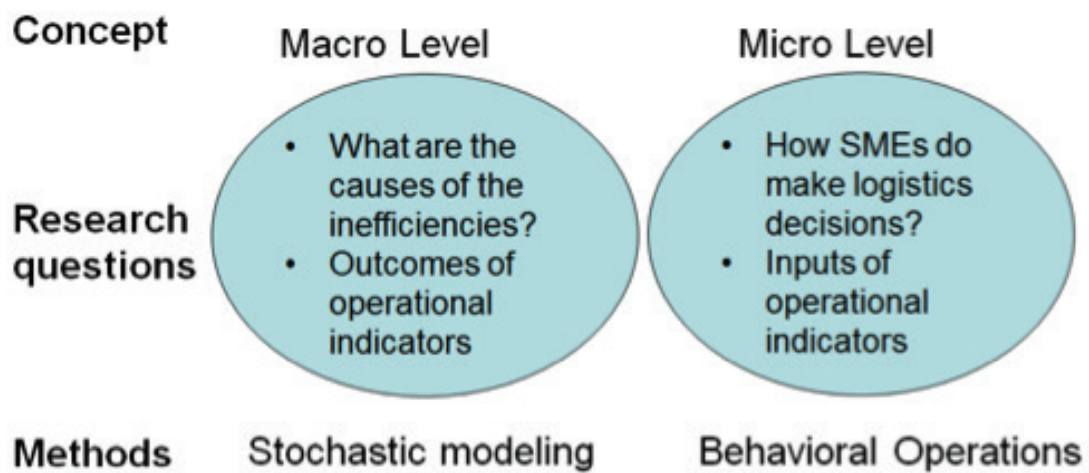 Concept
Macro Level
Micro Level
Research
questions
• What are the
causes of the
inefficiencies?
• Outcomes of
operational
indicators
• How SMEs do
make logistics
decisions?
• Inputs of
operational
indicators
Methods
Stochastic modeling
Behavioral Operations